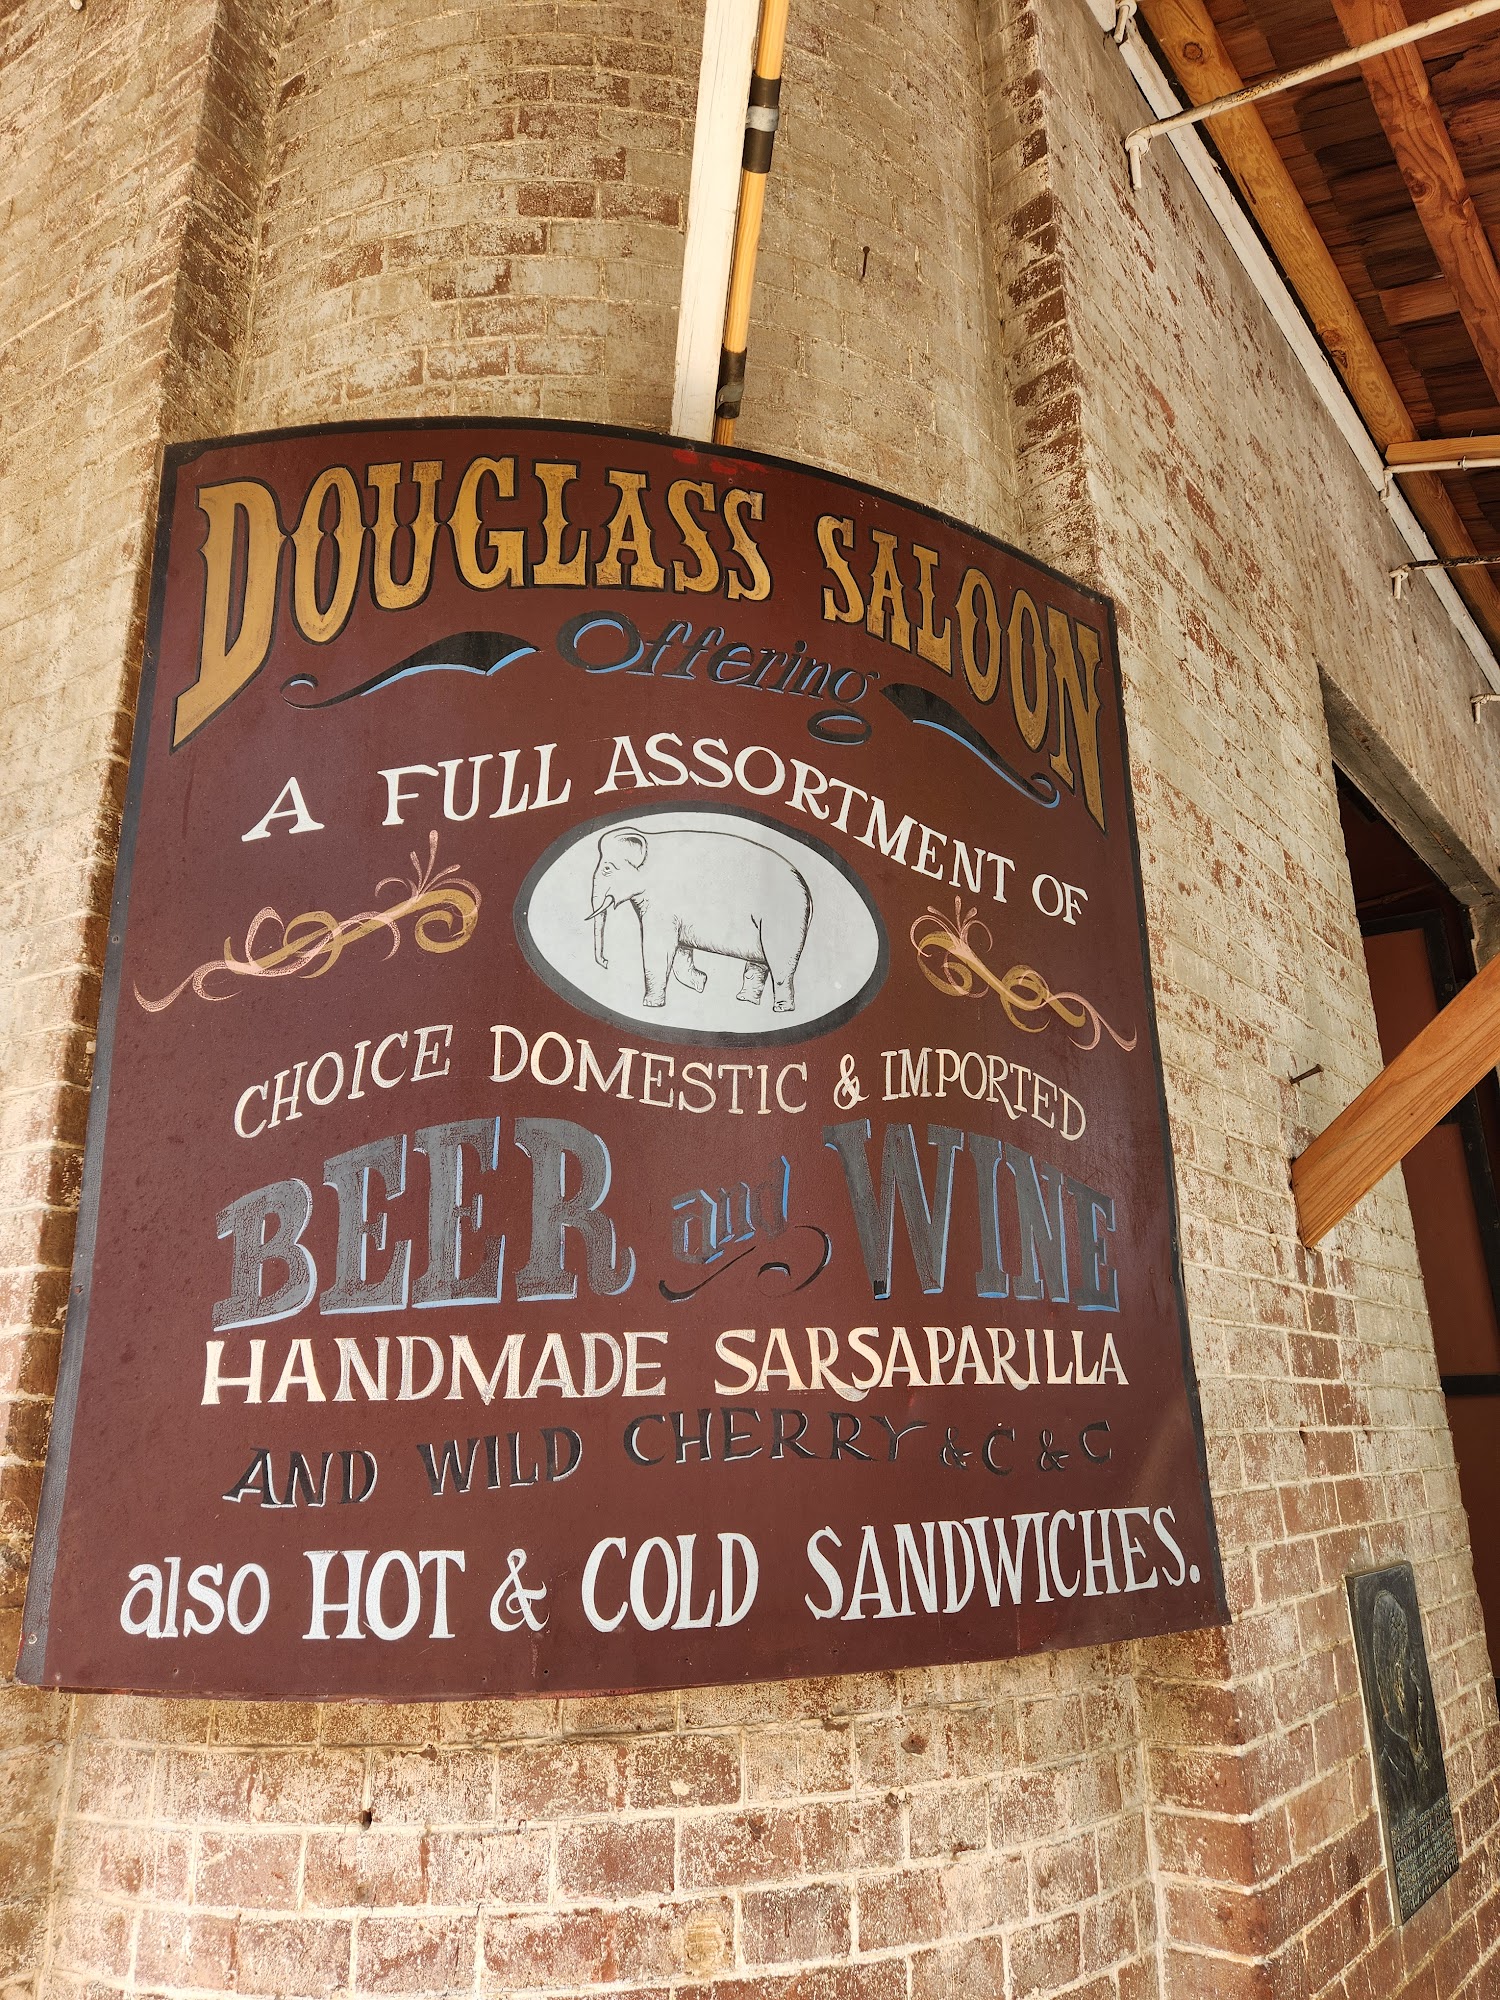 DOUGLASS SALOON
Offering
A FULL ASSORTMENT OF
CHOICE DOMESTIC & IMPORTED
BEER and WINE
HANDMADE SARSAPARILLA
AND WILD CHERRY & C & C
also HOT & COLD SANDWICHES.